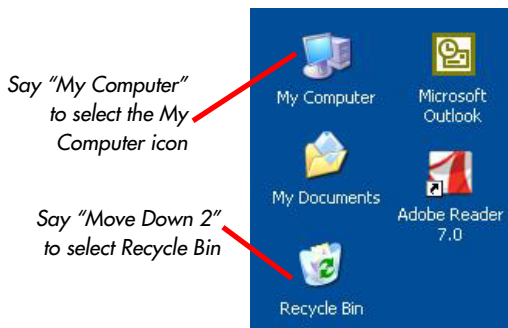 Say “My Computer”
to select the My
Computer icon
Say “Move Down 2”
to select Recycle Bin
My Computer
Microsoft
Outlook
My Documents
Adobe Reader
7.0
Recycle Bin